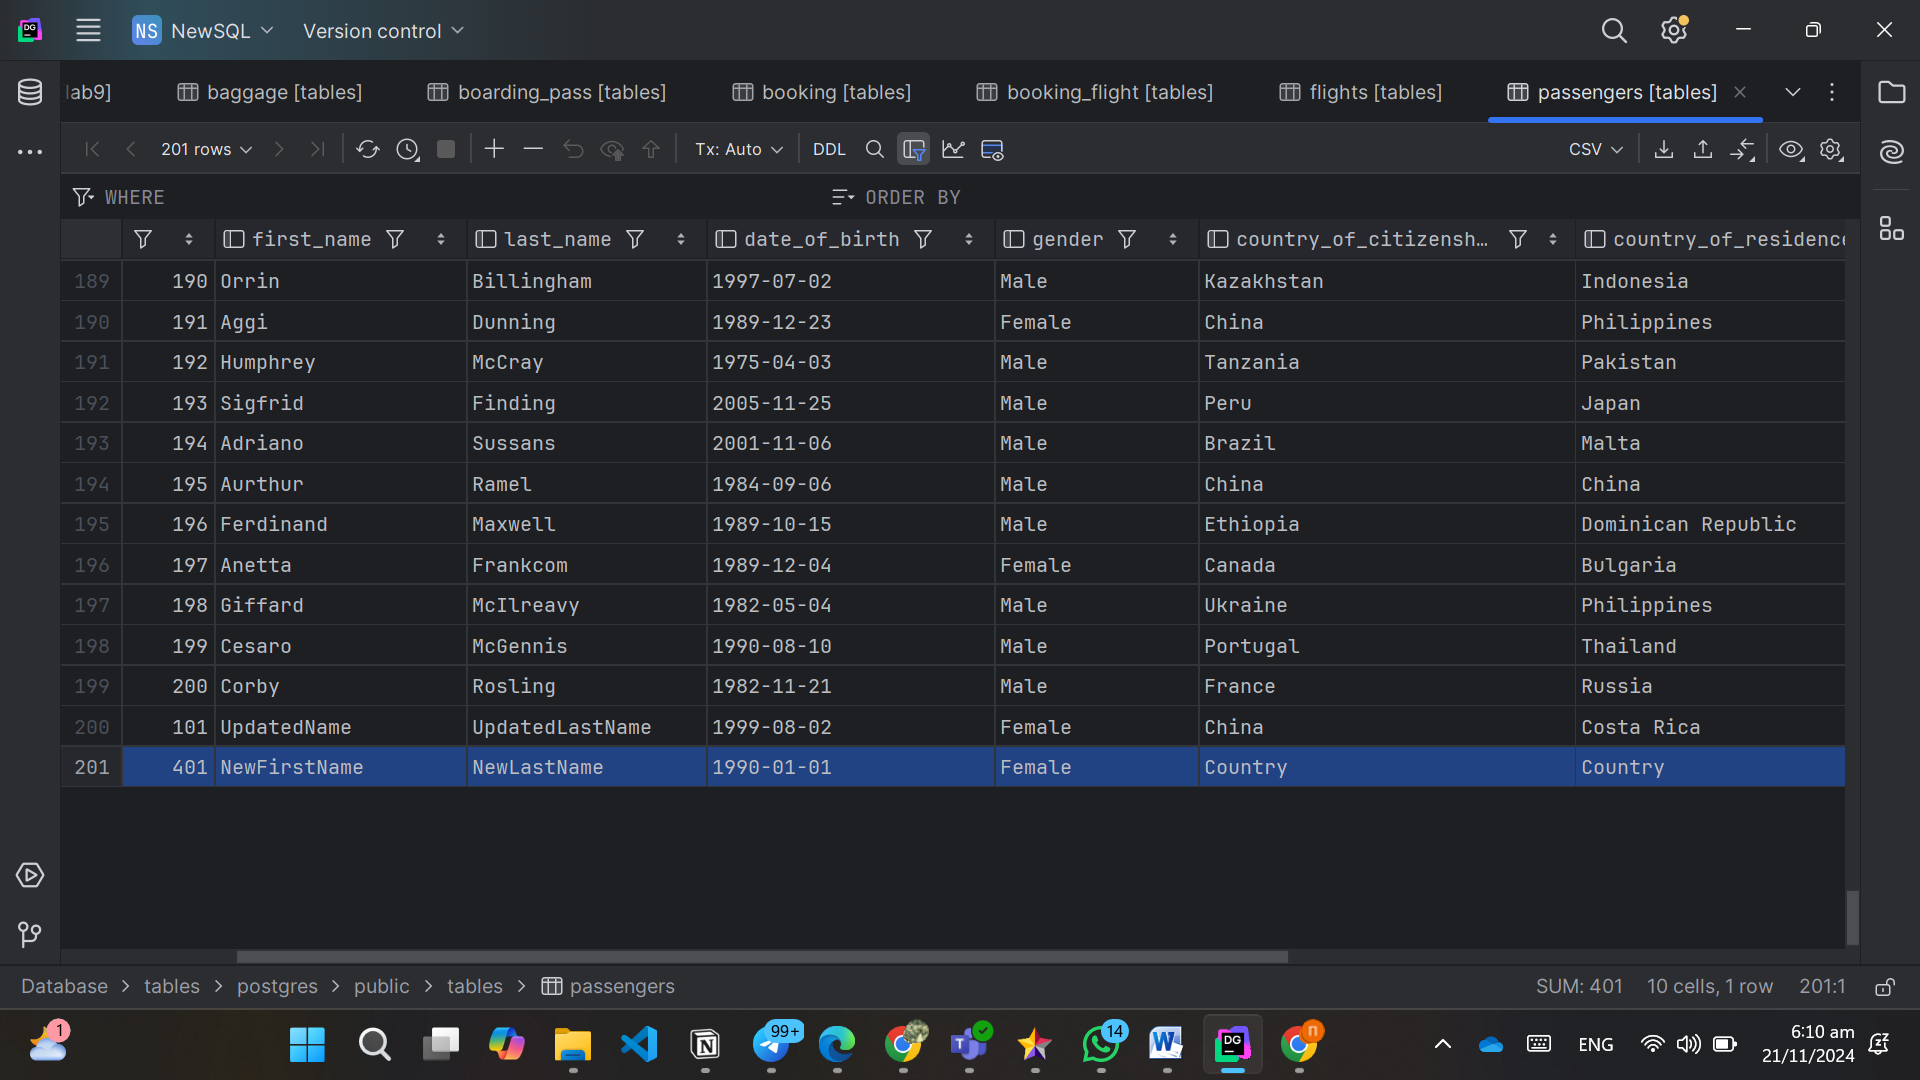 DG NS NewSQL Version control
lab9] baggage [tables] boarding_pass [tables] booking [tables] booking_flight [tables] flights [tables] passengers [tables]
201 rows Tx: Auto DDL CSV
WHERE ORDER BY
first_name last_name date_of_birth gender country_of_citizensh… country_of_residence
189 190 Orrin Billingham 1997-07-02 Male Kazakhstan Indonesia
190 191 Aggi Dunning 1989-12-23 Female China Philippines
191 192 Humphrey McCray 1975-04-03 Male Tanzania Pakistan
192 193 Sigfrid Finding 2005-11-25 Male Peru Japan
193 194 Adriano Sussans 2001-11-06 Male Brazil Malta
194 195 Aurthur Ramel 1984-09-06 Male China China
195 196 Ferdinand Maxwell 1989-10-15 Male Ethiopia Dominican Republic
196 197 Anetta Frankcom 1989-12-04 Female Canada Bulgaria
197 198 Giffard McIlreavy 1982-05-04 Male Ukraine Philippines
198 199 Cesaro McGennis 1990-08-10 Male Portugal Thailand
199 200 Corby Rosling 1982-11-21 Male France Russia
200 101 UpdatedName UpdatedLastName 1999-08-02 Female China Costa Rica
201 401 NewFirstName NewLastName 1990-01-01 Female Country Country
Database > tables > postgres > public > tables > passengers SUM: 401 10 cells, 1 row 201:1
1 99+ 14 DG ENG 6:10 am
21/11/2024